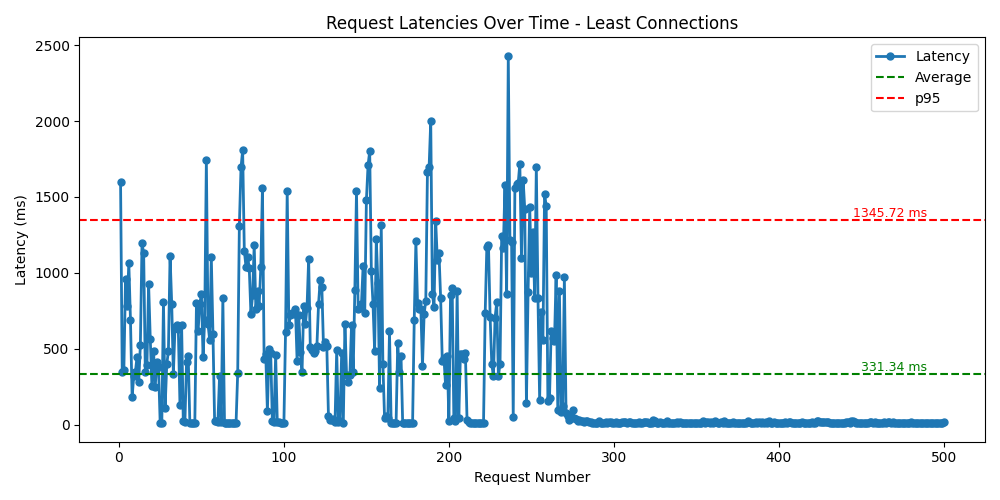 Request Latencies Over Time - Least Connections
Latency (ms)
2500
2000
1500
1000
500
0
Latency
Average
p95
1345.72 ms
331.34 ms
0
100
200
300
400
500
Request Number